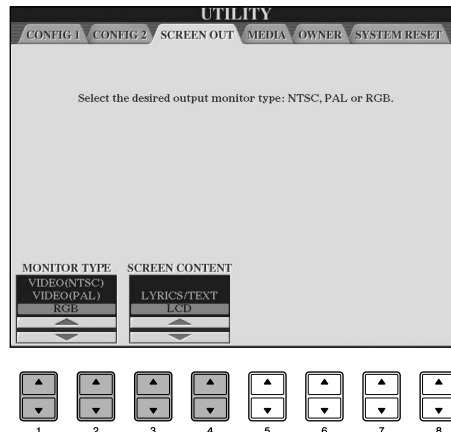 UTILITY
CONFIG 1 CONFIG 2 SCREEN OUT MEDIA OWNER SYSTEM RESET
Select the desired output monitor type: NTSC, PAL or RGB.
MONITOR TYPE SCREEN CONTENT
VIDEO(NTSC)
VIDEO(PAL) LYRICS/TEXT
RGB LCD
1 2 3 4 5 6 7 8